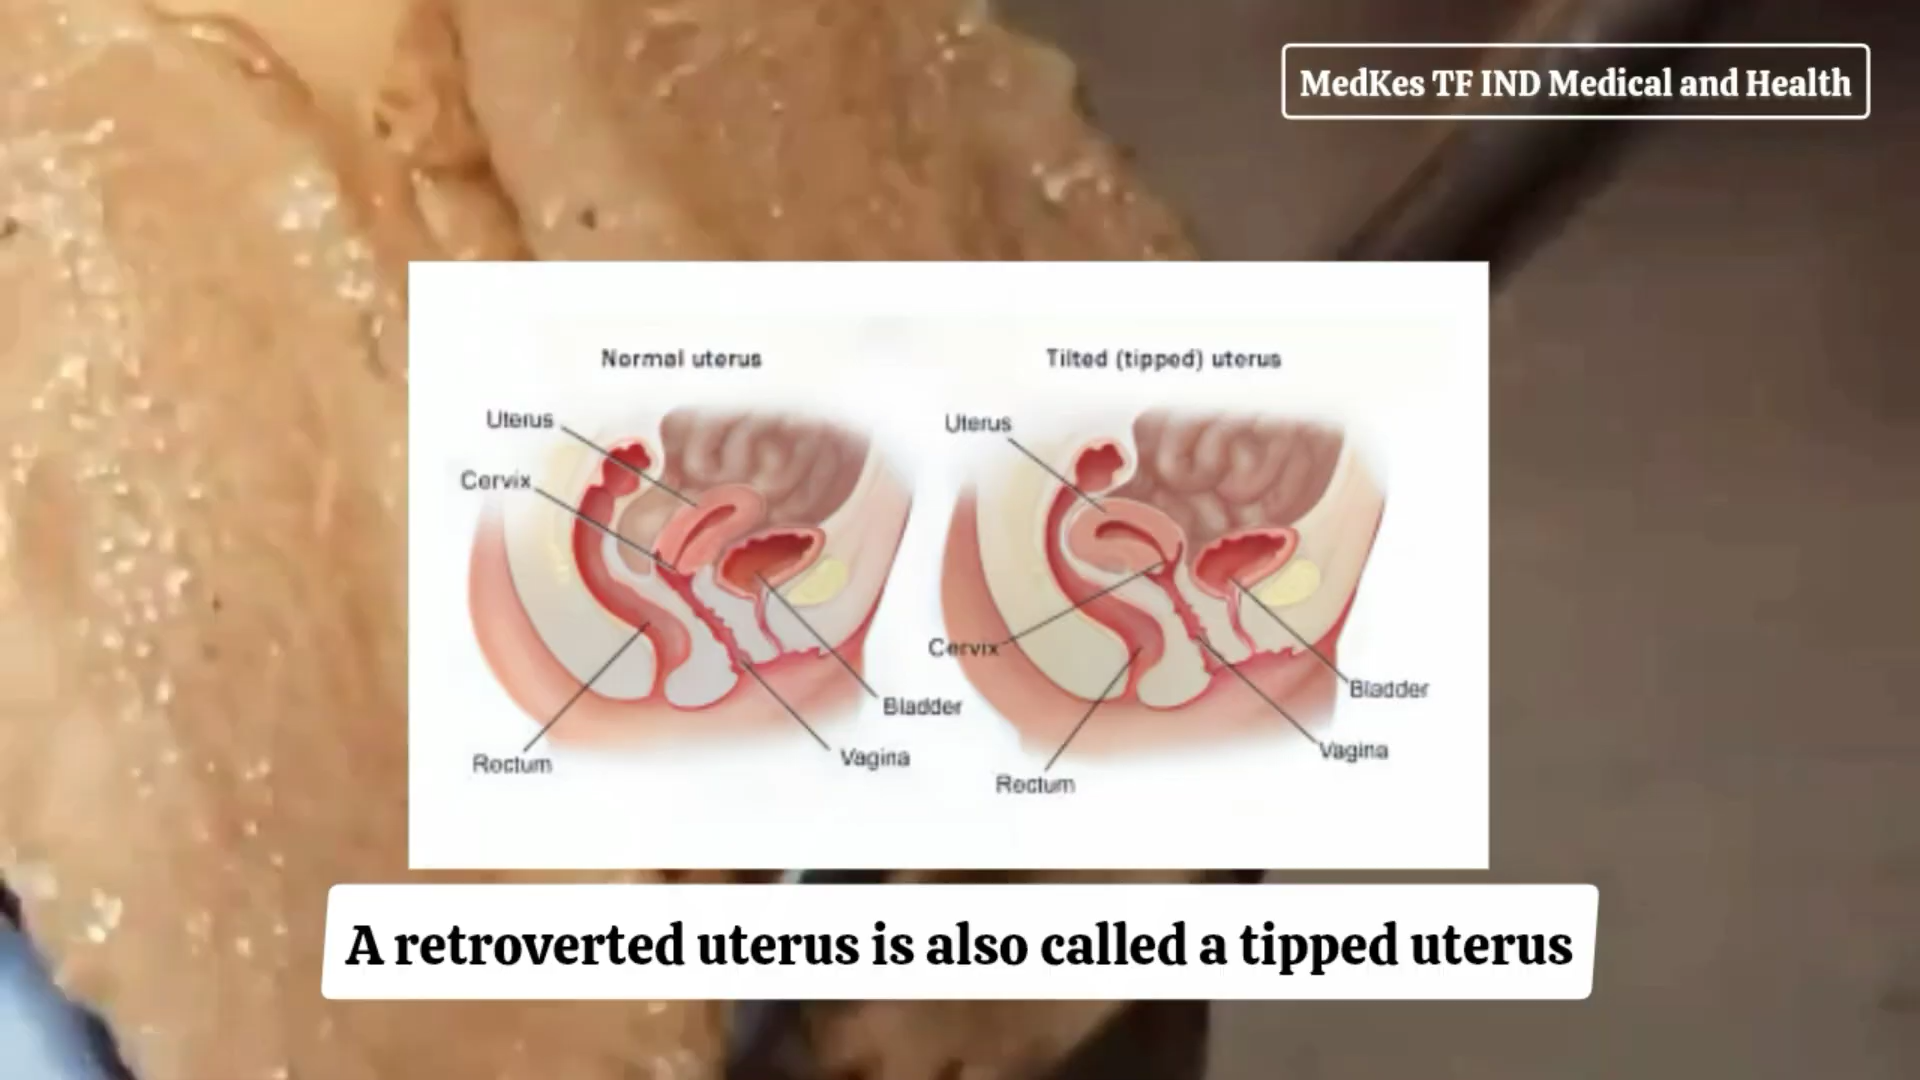 MedKes TF IND Medical and Health
Normal uterus
Tilted (tipped) uterus
Uterus
Uterus
Cervix
Cervix
Bladder
Bladder
Vagina
Vagina
Rectum
Rectum
A retroverted uterus is also called a tipped uterus